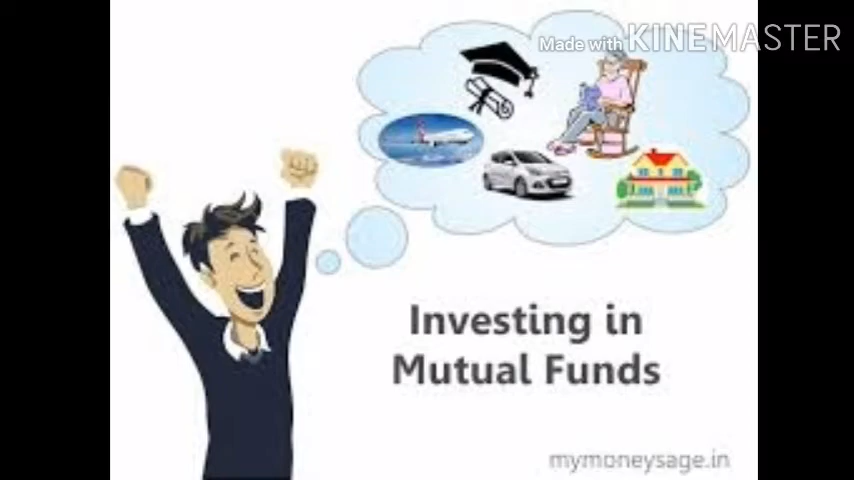 Made with KINEMASTER
Investing in
Mutual Funds
mymoneysage.in